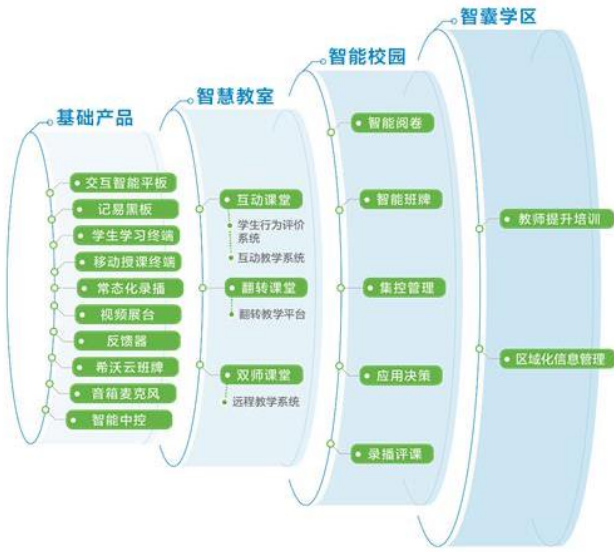 基础产品
交互智能平板
记易黑板
学生学习终端
移动授课终端
常态化录播
视频展台
反馈器
希沃云班牌
音箱麦克风
智能中控
智慧教室
互动课堂
学生行为评价
系统
互动教学系统
翻转课堂
翻转教学平台
双师课堂
远程教学系统
智能校园
智能阅卷
智能班牌
集控管理
应用决策
录播评课
智囊学区
教师提升培训
区域化信息管理